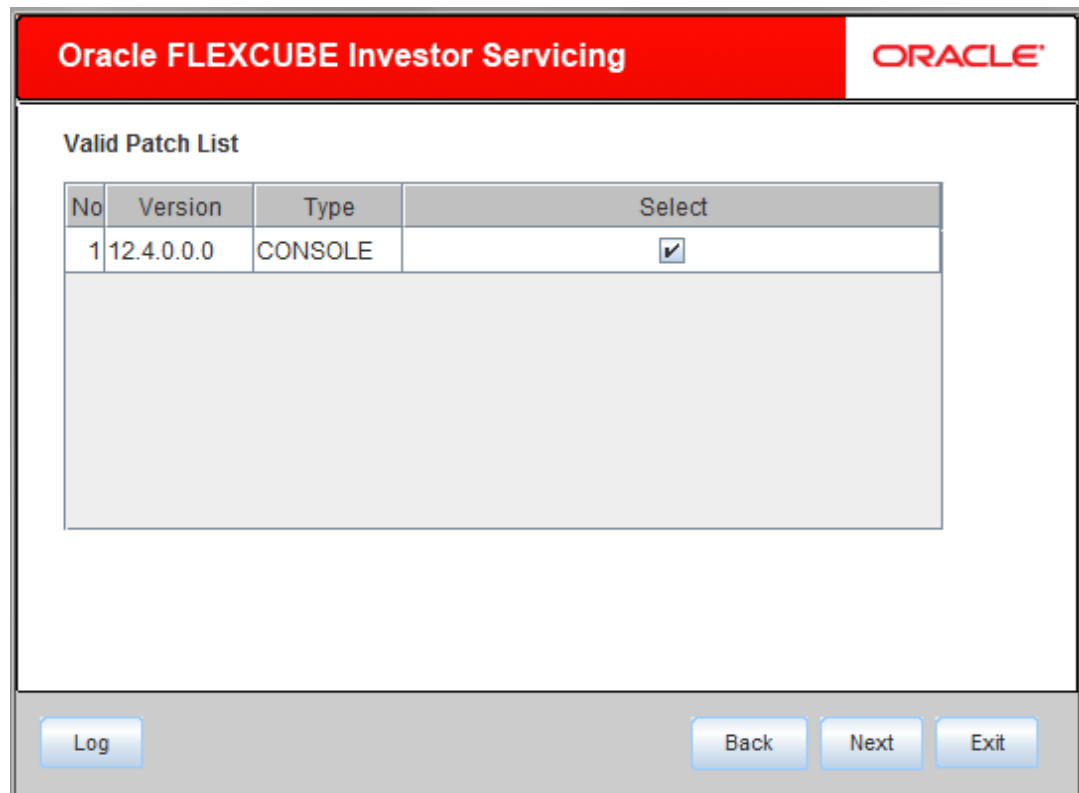 Oracle FLEXCUBE Investor Servicing
ORACLE
Valid Patch List
No Version Type Select
1 12.4.0.0.0 CONSOLE
Log Back Next Exit